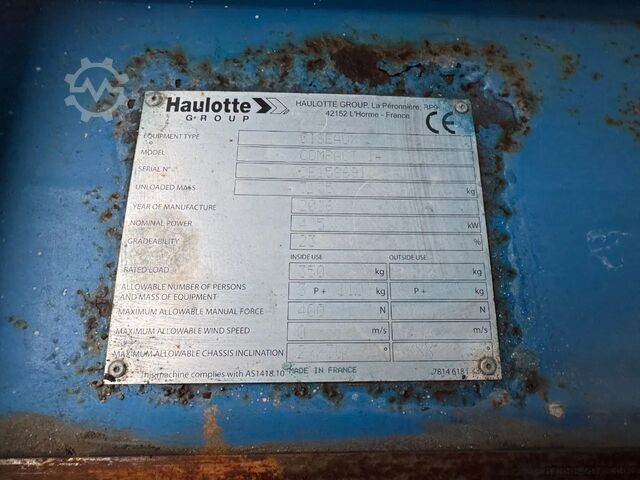 Haulotte
GROUP
HAULOTTE GROUP, La Péronnière, BP9
42152 L'Horme - France
CE
EQUIPMENT TYPE
MODEL
SERIAL N°
UNLOADED MASS kg
YEAR OF MANUFACTURE
NOMINAL POWER kW
GRADEABILITY 23 %
INSIDE USE OUTSIDE USE
RATED LOAD 350 kg kg
ALLOWABLE NUMBER OF PERSONS
AND MASS OF EQUIPMENT P+ kg P+ kg
MAXIMUM ALLOWABLE MANUAL FORCE 400 N N
MAXIMUM ALLOWABLE WIND SPEED 0 m/s m/s
MAXIMUM ALLOWABLE CHASSIS INCLINATION ° °
This machine complies with AS1418.10 MADE IN FRANCE